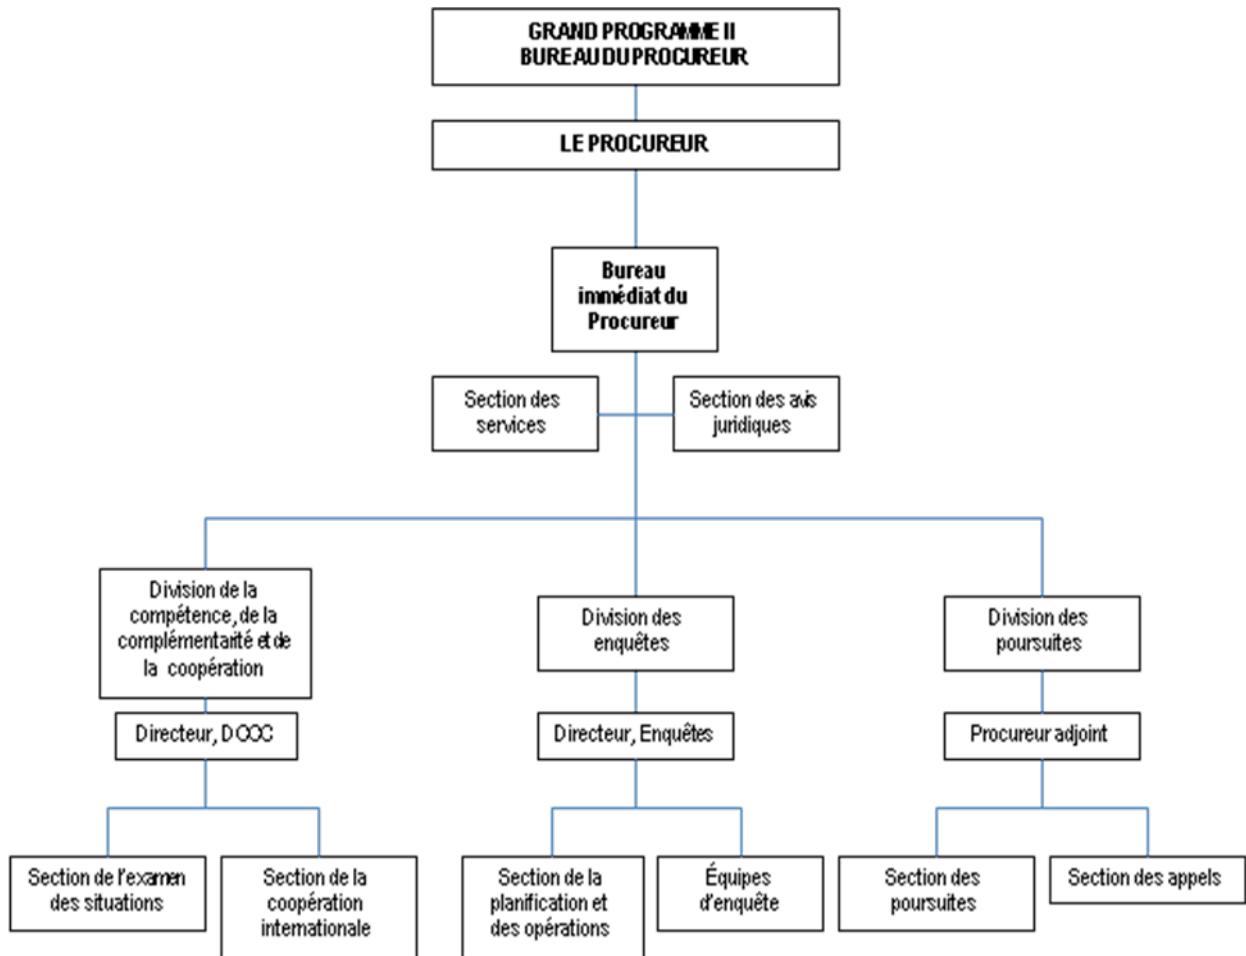 GRAND PROGRAMME II
BUREAU DU PROCUREUR
LE PROCUREUR
Bureau
immédiat du
Procureur
Section des
services
Section des avis
juridiques
Division de la
compétence, de la
complémentarité et de
la coopération
Division des
enquêtes
Division des
poursuites
Directeur, DCCC
Directeur, Enquêtes
Procureur adjoint
Section de l'examen
des situations
Section de la
coopération
internationale
Section de la
planification et
des opérations
Équipes
d'enquête
Section des
poursuites
Section des appels